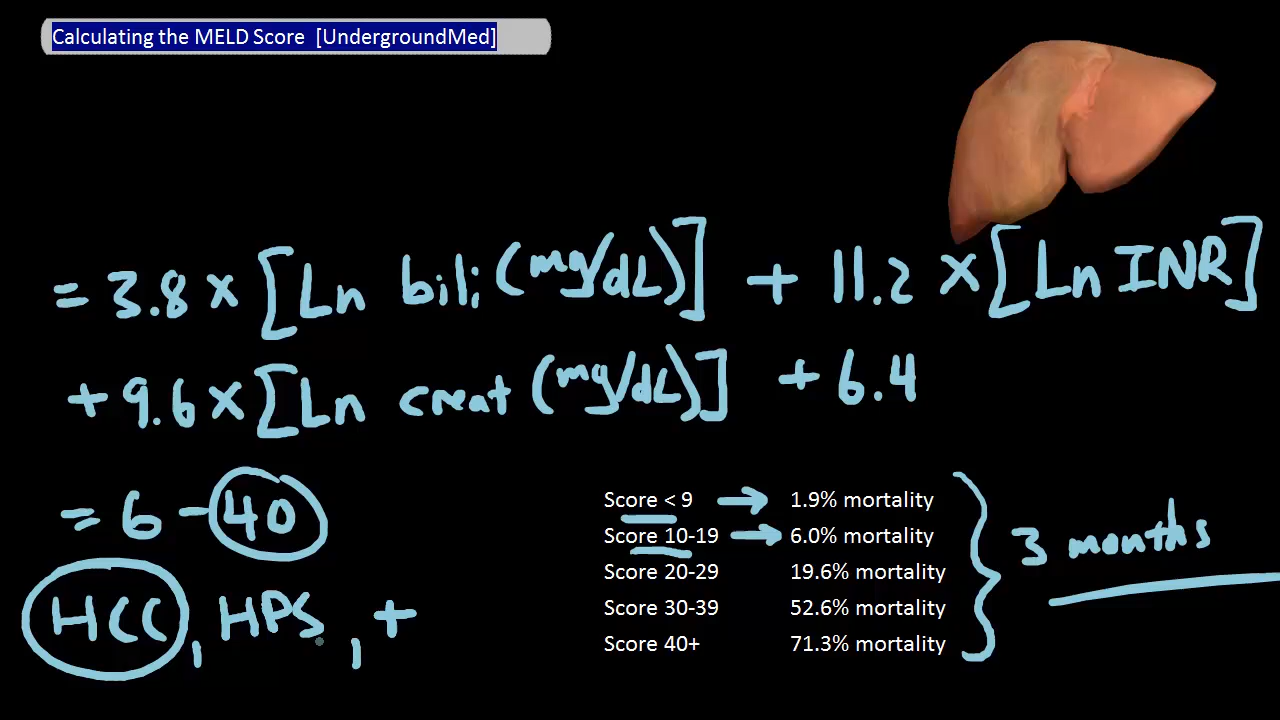 Calculating the MELD Score [UndergroundMed]
= 3.8 x [Ln bili (mg/dL)] + 11.2 x [Ln INR]
+ 9.6 x [Ln creat (mg/dL)] + 6.4
= 6 - 40
HCC, HPS, +
Score < 9 → 1.9% mortality
Score 10-19 → 6.0% mortality
Score 20-29 19.6% mortality
Score 30-39 52.6% mortality
Score 40+ 71.3% mortality
3 months